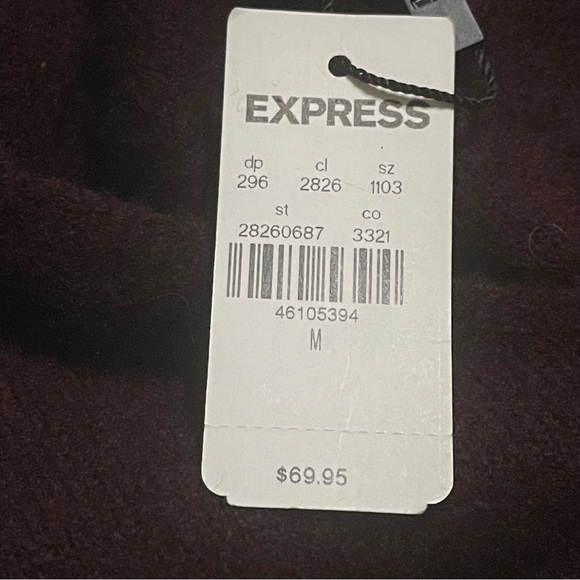 EXPRESS
dp cl sz
296 2826 1103
st co
28260687 3321
46105394
M
$69.95